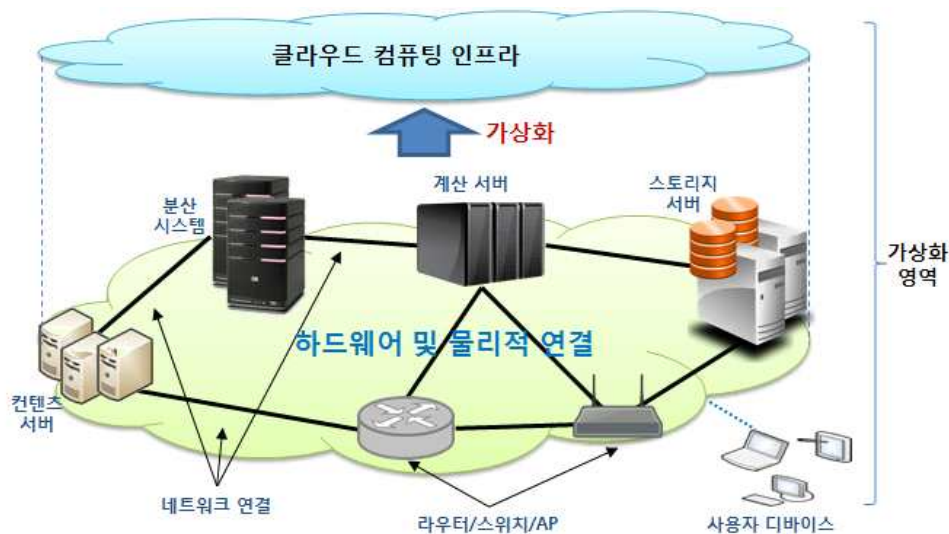 클라우드 컴퓨팅 인프라
가상화
계산 서버
스토리지
서버
분산
시스템
가상화
영역
하드웨어 및 물리적 연결
컨텐츠
서버
네트워크 연결
라우터/스위치/AP
사용자 디바이스